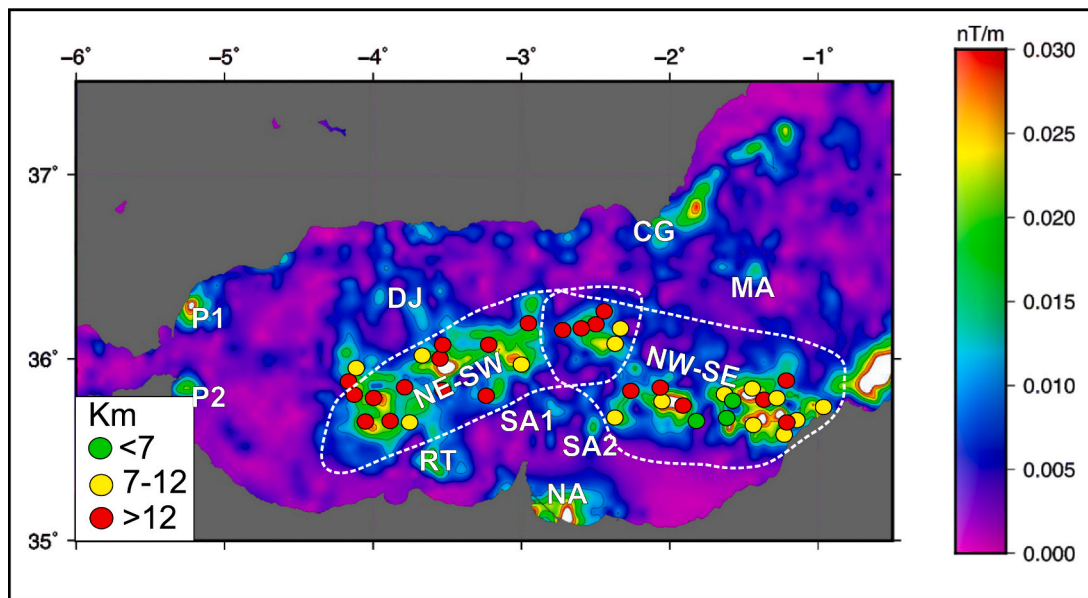 nT/m
−6° −5° −4° −3° −2° −1°
0.030
0.025
37°
CG
0.020
MA
DJ
P1
0.015
36°
NW-SE
NE-SW
P2
0.010
Km
SA1
<7
SA2
RT
0.005
7-12
NA
>12
35°
0.000